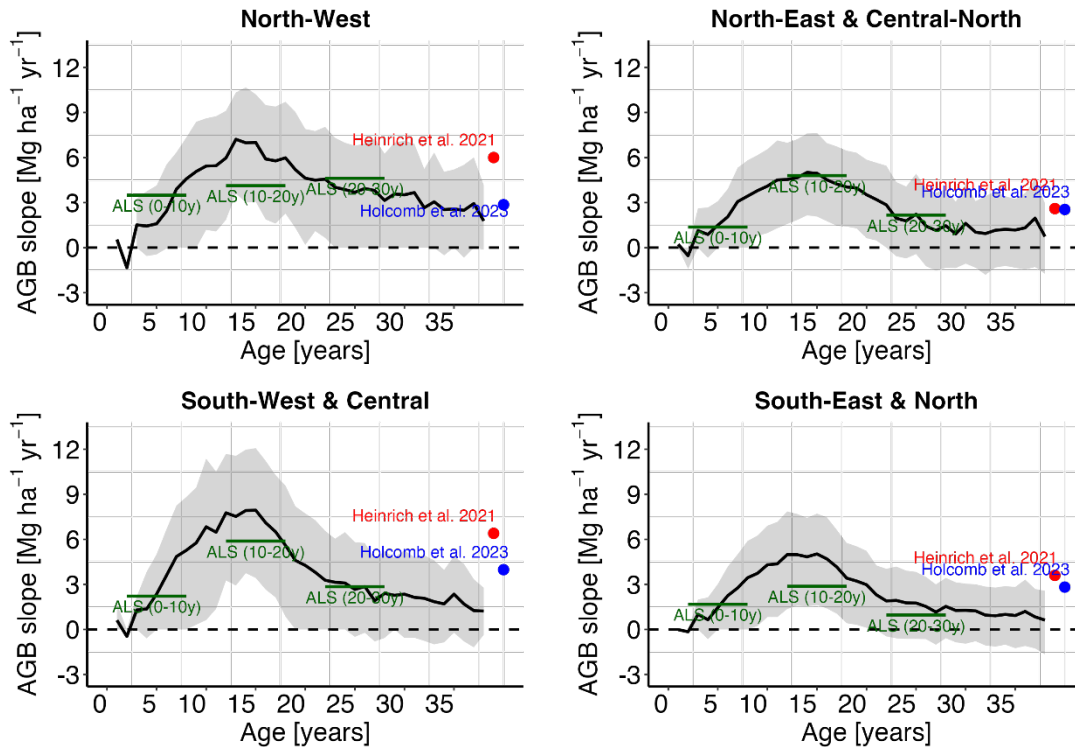 North-West
AGB slope [Mg ha⁻¹ yr⁻¹]
12
9
6
3
0
-3
Heinrich et al. 2021
ALS (0-10y)
ALS (10-20y)
ALS (20-30y)
Holcomb et al. 2023
0 5 10 15 20 25 30 35
Age [years]
North-East & Central-North
AGB slope [Mg ha⁻¹ yr⁻¹]
12
9
6
3
0
-3
Heinrich et al. 2021
Holcomb et al. 2023
ALS (10-20y)
ALS (0-10y)
ALS (20-30y)
0 5 10 15 20 25 30 35
Age [years]
South-West & Central
AGB slope [Mg ha⁻¹ yr⁻¹]
12
9
6
3
0
-3
Heinrich et al. 2021
Holcomb et al. 2023
ALS (10-20y)
ALS (0-10y)
ALS (20-30y)
0 5 10 15 20 25 30 35
Age [years]
South-East & North
AGB slope [Mg ha⁻¹ yr⁻¹]
12
9
6
3
0
-3
Heinrich et al. 2021
Holcomb et al. 2023
ALS (10-20y)
ALS (0-10y)
ALS (20-30y)
0 5 10 15 20 25 30 35
Age [years]